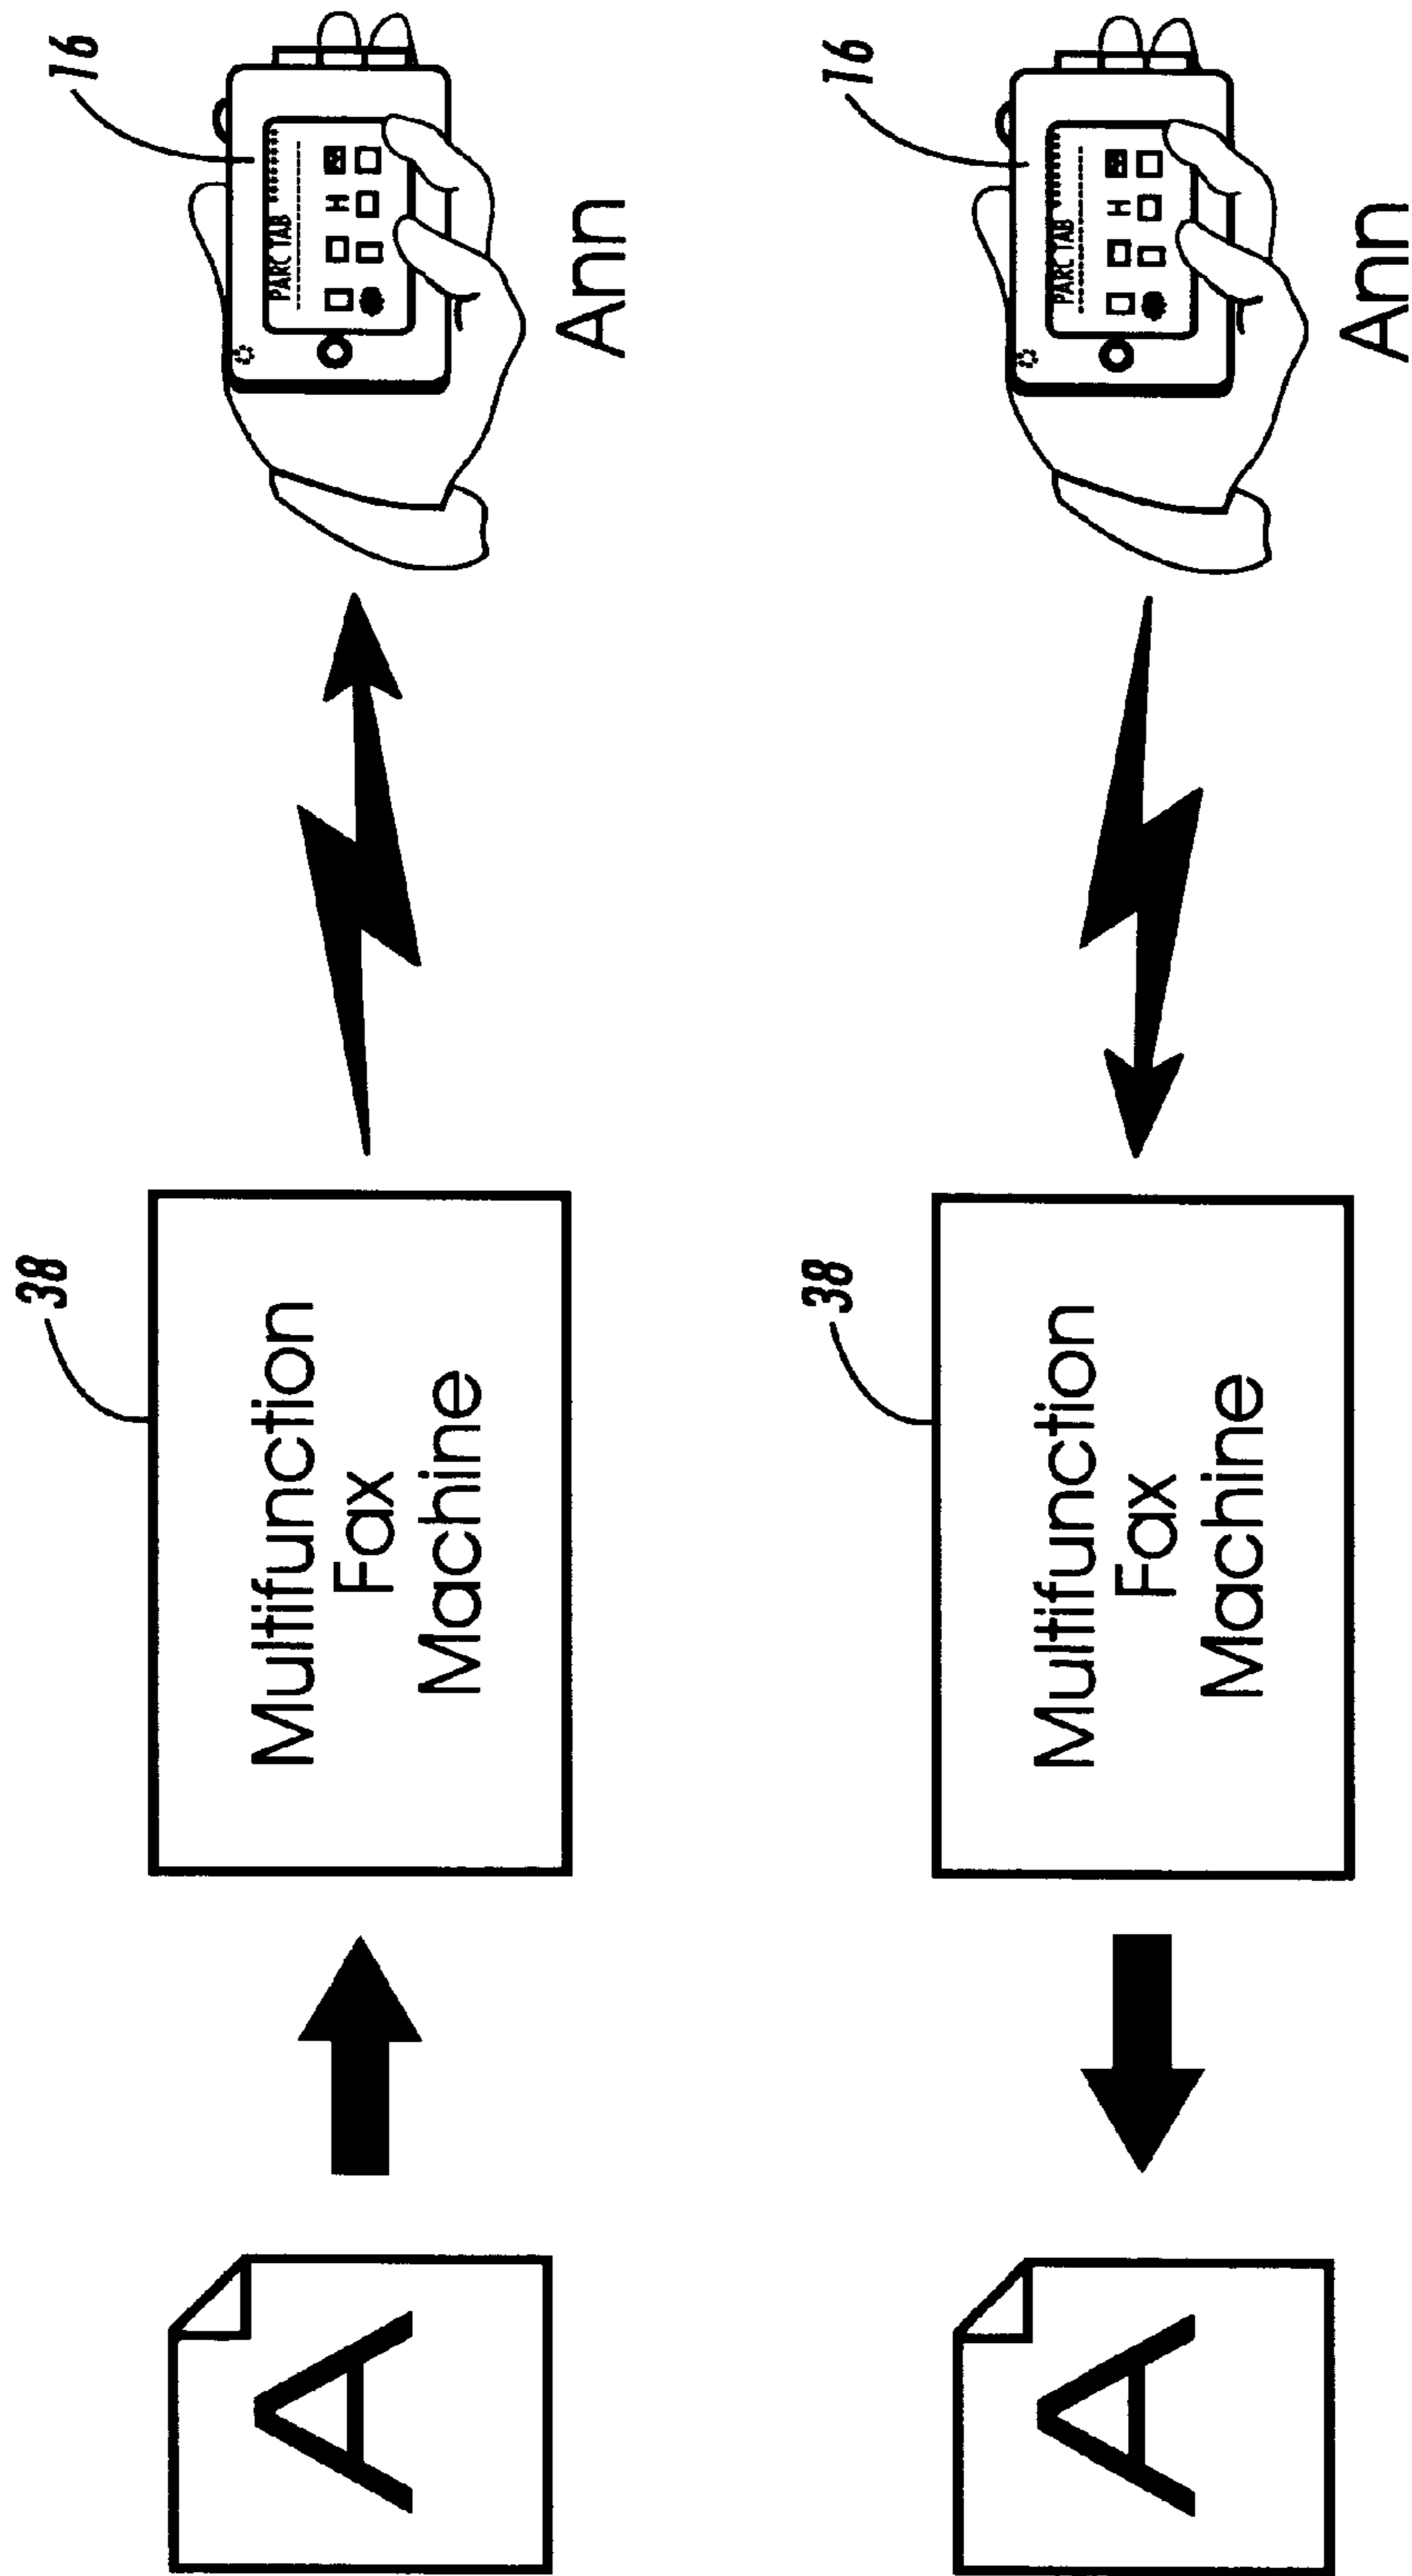 A
Multifunction
Fax
Machine
38
PARC TAB
H
M
16
Ann
A
Multifunction
Fax
Machine
38
PARC TAB
H
M
16
Ann